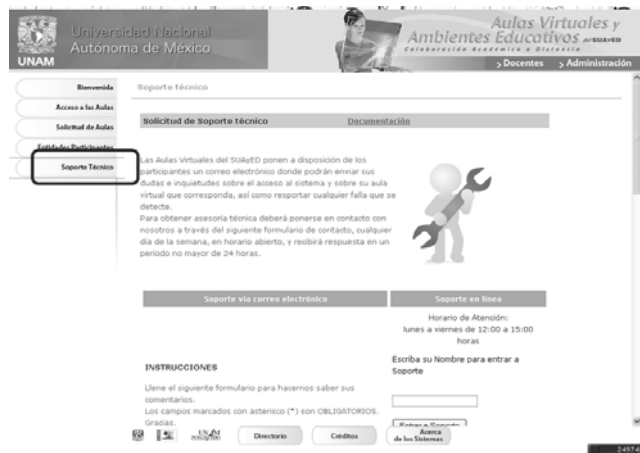 Universidad Nacional
Autónoma de México
UNAM
Aulas Virtuales y
Ambientes Educativos SUAyED
Colaboración Académica a Distancia
> Docentes > Administración
Bienvenida
Acceso a las Aulas
Solicitud de Aulas
Entidades Participantes
Soporte Técnico
Soporte técnico
Solicitud de Soporte técnico Documentación
Las Aulas Virtuales del SUAyED ponen a disposición de los
participantes un correo electrónico donde podrán enviar sus
dudas e inquietudes sobre el acceso al sistema y sobre su aula
virtual que corresponda, así como resportar cualquier falla que se
detecte.
Para obtener asesoría técnica deberá ponerse en contacto con
nosotros a través del siguiente formulario de contacto, cualquier
día de la semana, en horario abierto, y recibirá respuesta en un
periodo no mayor de 24 horas.
Soporte vía correo electrónico
INSTRUCCIONES
Llene el siguiente formulario para hacernos saber sus
comentarios.
Los campos marcados con asterisco (*) son OBLIGATORIOS.
Gracias.
Soporte en línea
Horario de Atención:
lunes a viernes de 12:00 a 15:00
horas
Escriba su Nombre para entrar a
Soporte
Entrar a Soporte
Directorio
Créditos
Acerca
de los Sistemas
24974